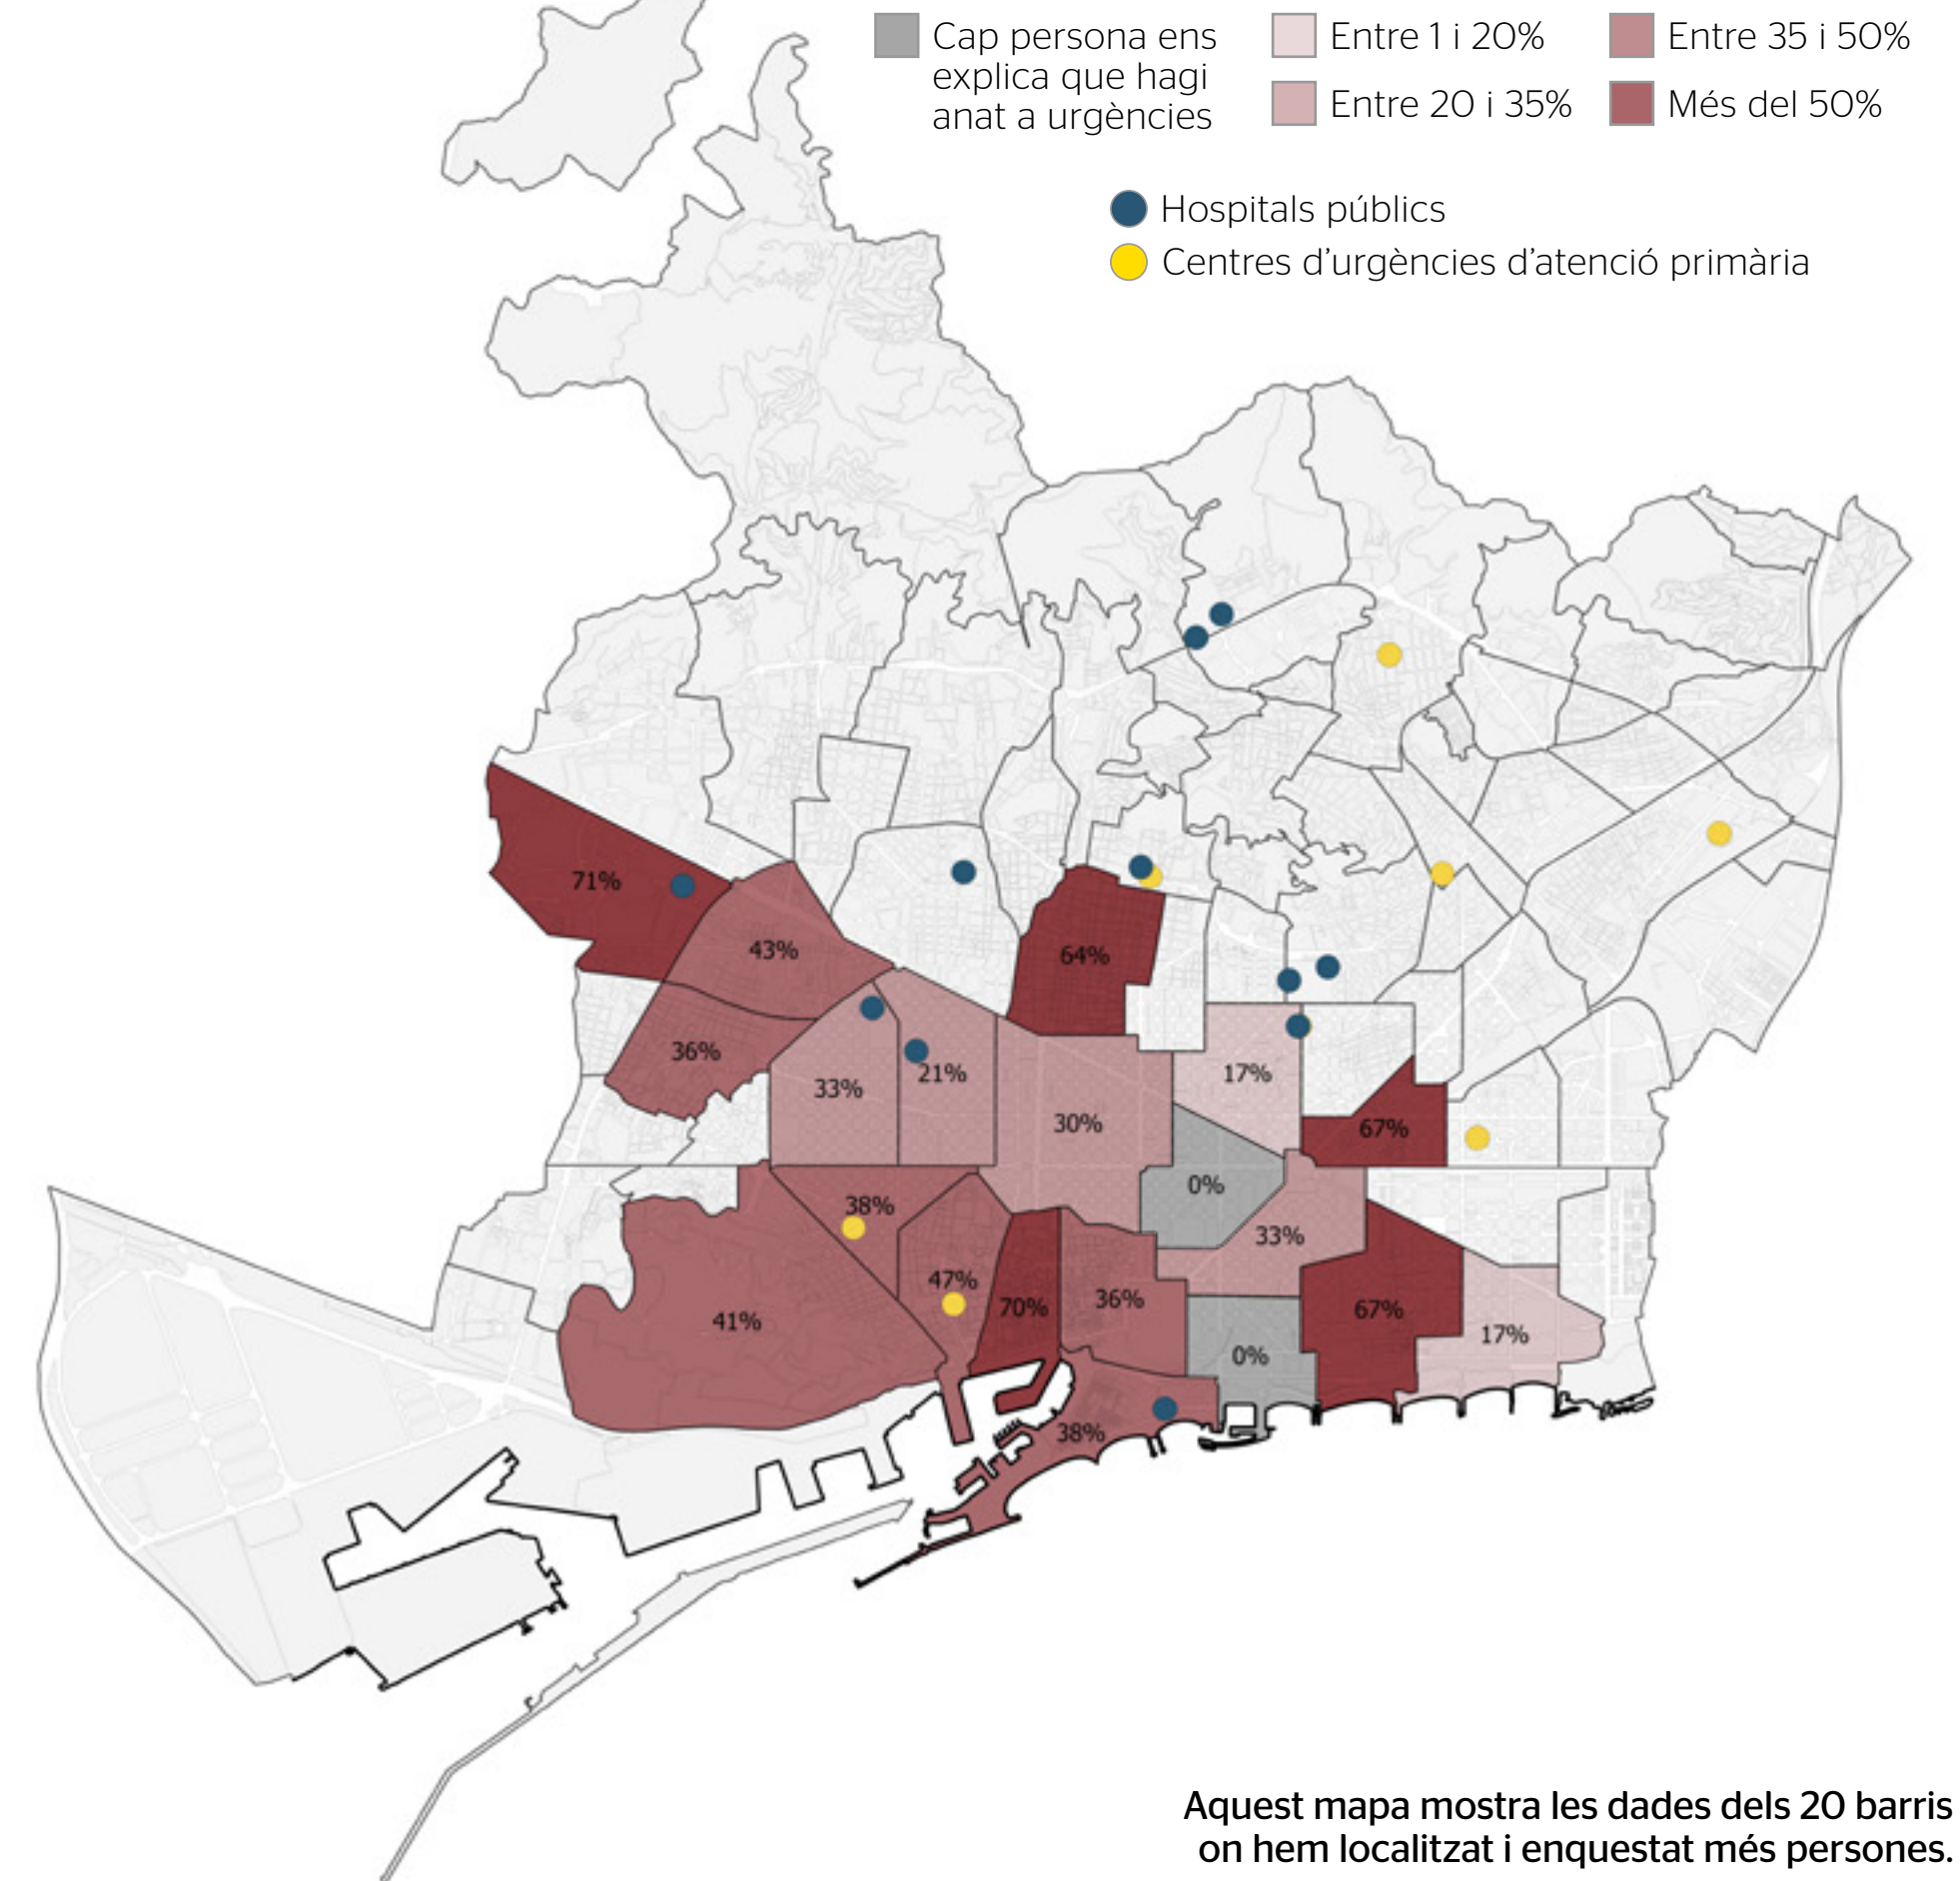 Cap persona ens
explica que hagi
anat a urgències
Entre 1 i 20%
Entre 20 i 35%
Entre 35 i 50%
Més del 50%
Hospitals públics
Centres d'urgències d'atenció primària
71%
43%
64%
36%
33%
21%
17%
30%
67%
0%
38%
33%
47%
70%
36%
41%
67%
17%
0%
38%
Aquest mapa mostra les dades dels 20 barris
on hem localitzat i enquestat més persones.